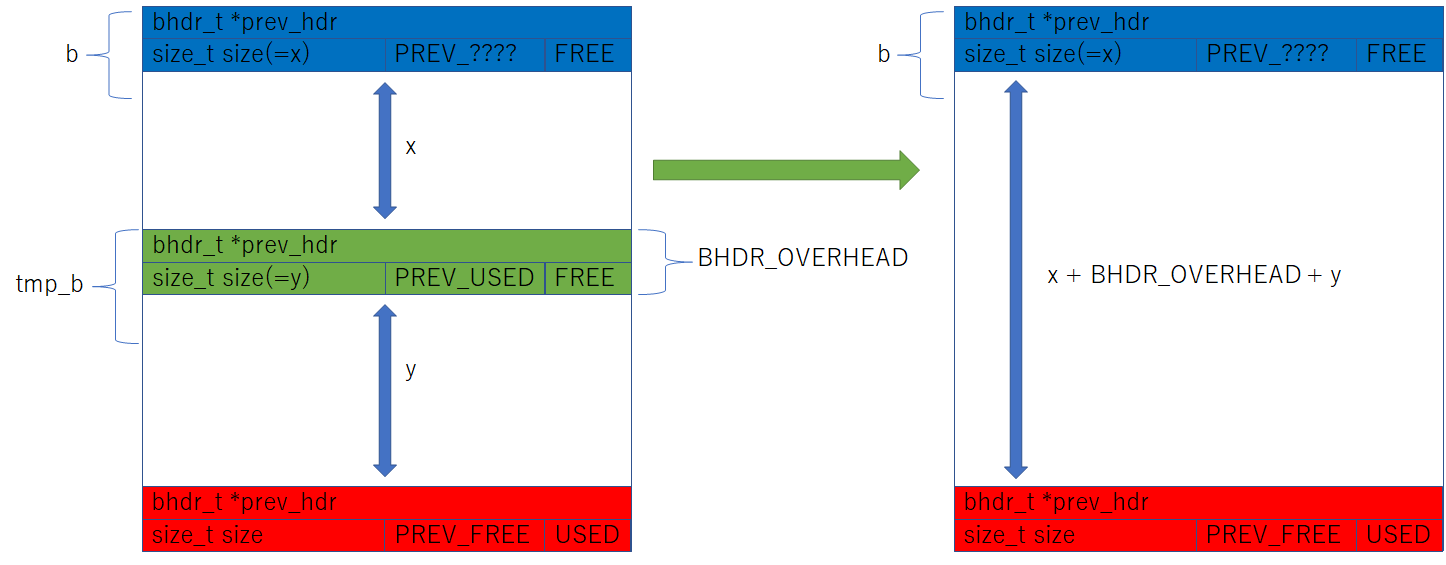 b
bhdr_t *prev_hdr
size_t size(=x) PREV_???? FREE
x
tmp_b
bhdr_t *prev_hdr
size_t size(=y) PREV_USED FREE
BHDR_OVERHEAD
y
bhdr_t *prev_hdr
size_t size PREV_FREE USED
b
bhdr_t *prev_hdr
size_t size(=x) PREV_???? FREE
x + BHDR_OVERHEAD + y
bhdr_t *prev_hdr
size_t size PREV_FREE USED